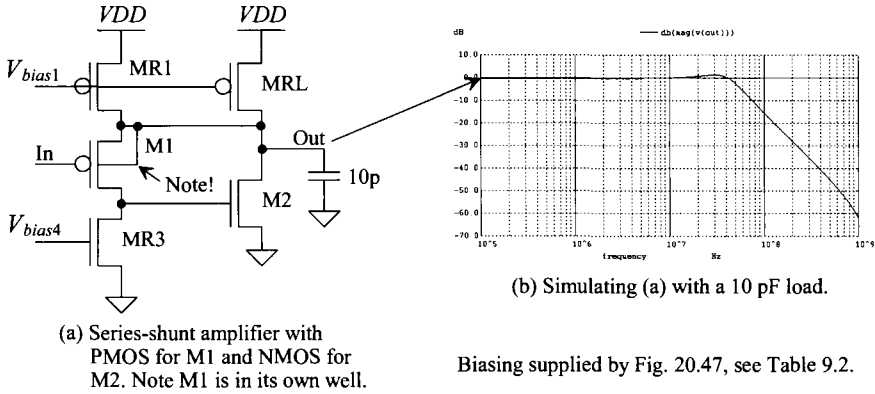 VDD VDD
V_bias1
MR1
MRL
M1
In
Out
Note!
10p
M2
V_bias4
MR3
(a) Series-shunt amplifier with
PMOS for M1 and NMOS for
M2. Note M1 is in its own well.
dB
db(mag(v(out)))
10.0
0.0
-10.0
-20.0
-30.0
-40.0
-50.0
-60.0
-70.0
10^5 10^6 10^7 10^8 10^9
frequency Hz
(b) Simulating (a) with a 10 pF load.
Biasing supplied by Fig. 20.47, see Table 9.2.